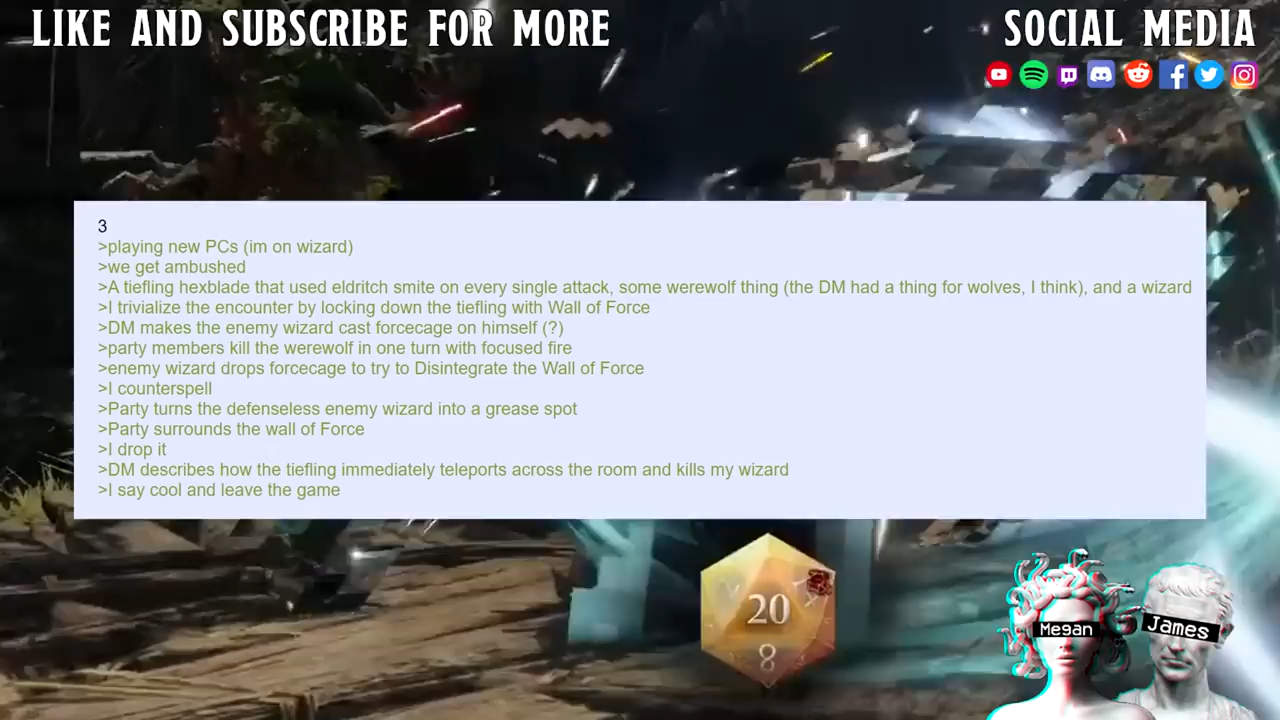 LIKE AND SUBSCRIBE FOR MORE
SOCIAL MEDIA
3
>playing new PCs (im on wizard)
>we get ambushed
>A tiefling hexblade that used eldritch smite on every single attack, some werewolf thing (the DM had a thing for wolves, I think), and a wizard
>I trivialize the encounter by locking down the tiefling with Wall of Force
>DM makes the enemy wizard cast forcecage on himself (?)
>party members kill the werewolf in one turn with focused fire
>enemy wizard drops forcecage to try to Disintegrate the Wall of Force
>I counterspell
>Party turns the defenseless enemy wizard into a grease spot
>Party surrounds the wall of Force
>I drop it
>DM describes how the tiefling immediately teleports across the room and kills my wizard
>I say cool and leave the game
20
8
Megan
James